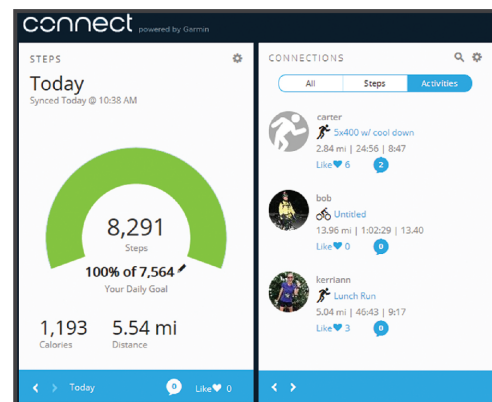 connect powered by Garmin
STEPS
Today
Synced Today @ 10:38 AM
8,291
Steps
100% of 7,564
Your Daily Goal
1,193
Calories
5.54 mi
Distance
Today
0
Like 0
CONNECTIONS
All Steps Activities
carter
5x400 w/ cool down
2.84 mi | 24:56 | 8:47
Like 6 2
bob
Untitled
13.96 mi | 1:02:29 | 13.40
Like 0 0
kerriann
Lunch Run
5.04 mi | 46:43 | 9:17
Like 3 0